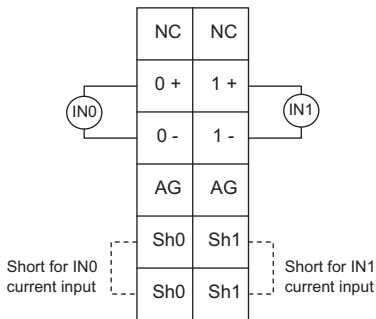 NC NC
0 + 1 +
IN0
IN1
0 - 1 -
AG AG
Sh0 Sh1
Short for IN0
current input
Short for IN1
current input
Sh0 Sh1